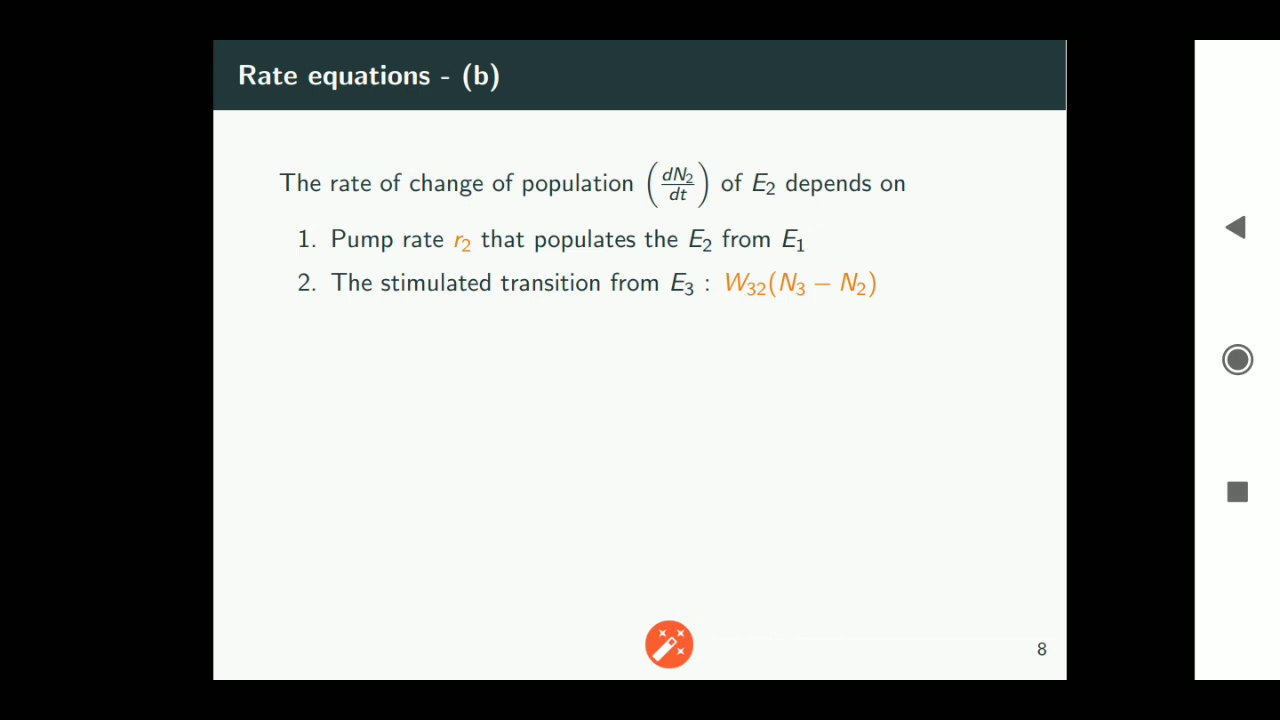 Rate equations - (b)
The rate of change of population (dN₂/dt) of E₂ depends on
1. Pump rate r₂ that populates the E₂ from E₁
2. The stimulated transition from E₃ : W₃₂(N₃ − N₂)
8